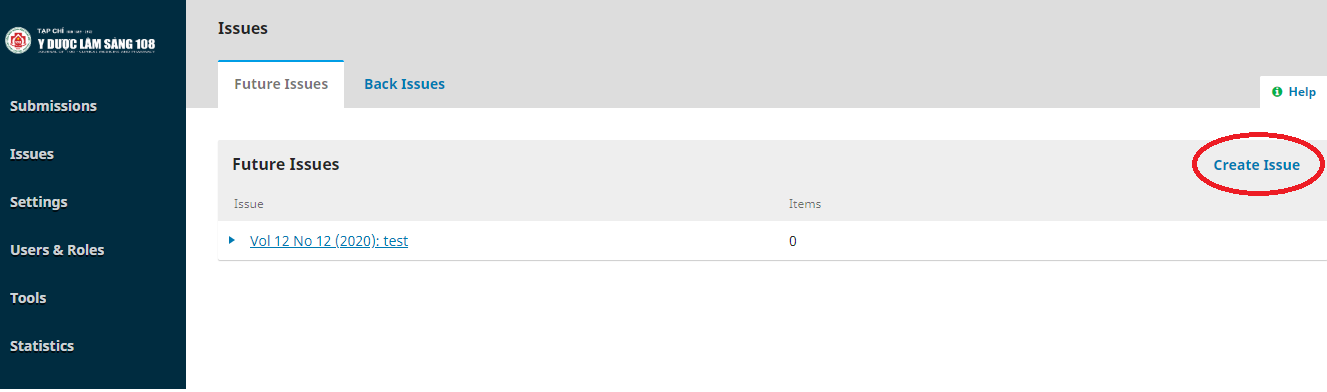 TẠP CHÍ
Y DƯỢC LÂM SÀNG 108
Submissions
Issues
Settings
Users & Roles
Tools
Statistics
Issues
Future Issues
Back Issues
Help
Future Issues
Create Issue
Issue
Items
Vol 12 No 12 (2020): test
0